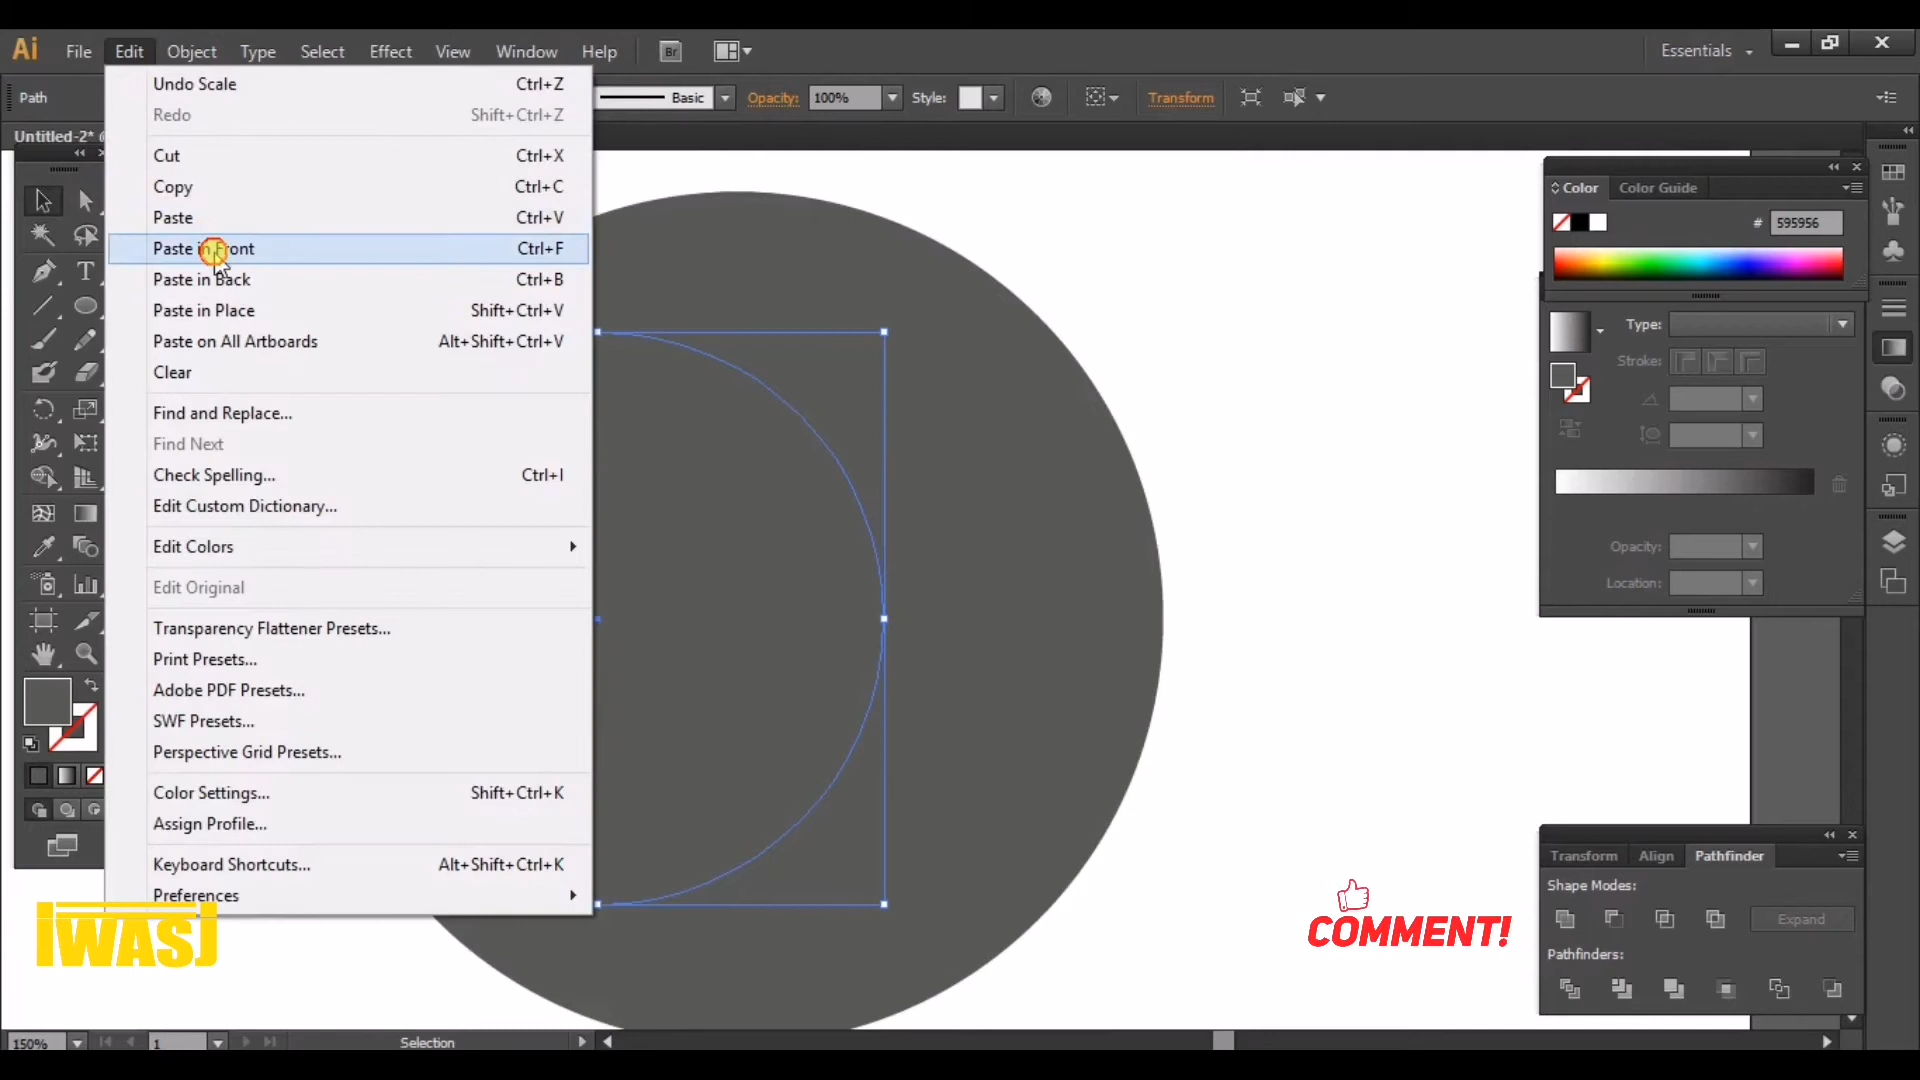 Ai File Edit Object Type Select Effect View Window Help Br Essentials
Path Basic Opacity: 100% Style: Transform
Untitled-2* @
Undo Scale Ctrl+Z
Redo Shift+Ctrl+Z
Cut Ctrl+X
Copy Ctrl+C
Paste Ctrl+V
Paste in Front Ctrl+F
Paste in Back Ctrl+B
Paste in Place Shift+Ctrl+V
Paste on All Artboards Alt+Shift+Ctrl+V
Clear
Find and Replace...
Find Next
Check Spelling... Ctrl+I
Edit Custom Dictionary...
Edit Colors
Edit Original
Transparency Flattener Presets...
Print Presets...
Adobe PDF Presets...
SWF Presets...
Perspective Grid Presets...
Color Settings... Shift+Ctrl+K
Assign Profile...
Keyboard Shortcuts... Alt+Shift+Ctrl+K
Preferences
Color Color Guide
# 595956
Type:
Stroke:
Opacity:
Location:
Transform Align Pathfinder
Shape Modes:
Expand
Pathfinders:
iWASJ
COMMENT!
150% 1 Selection